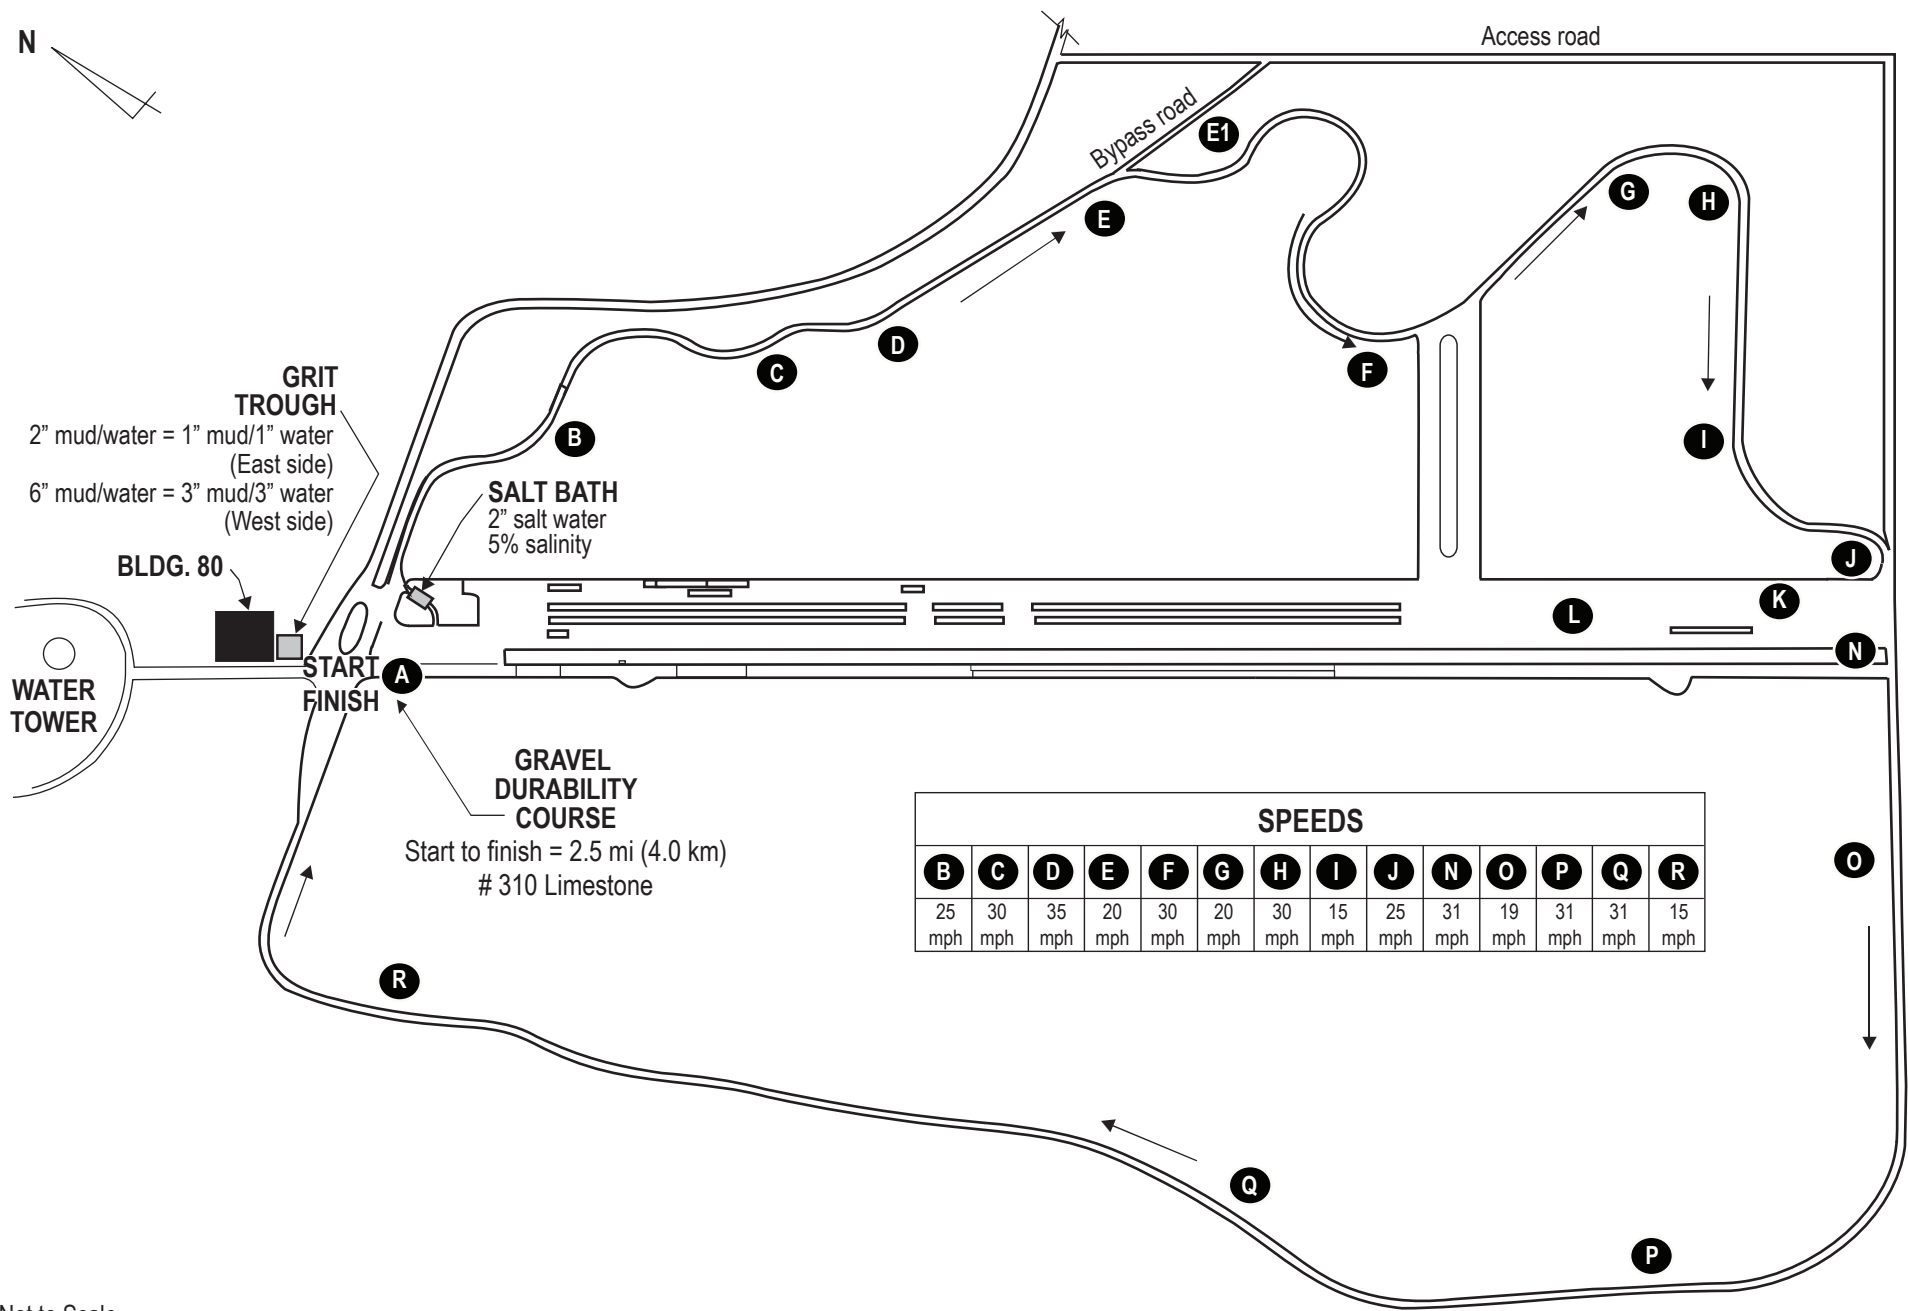 N
Access road
Bypass road
E1
G
H
E
D
C
F
B
I
GRIT
TROUGH
2” mud/water = 1” mud/1” water
(East side)
6” mud/water = 3” mud/3” water
(West side)
SALT BATH
2” salt water
5% salinity
BLDG. 80
J
K
L
N
START
A
FINISH
WATER
TOWER
GRAVEL
DURABILITY
COURSE
Start to finish = 2.5 mi (4.0 km)
# 310 Limestone
SPEEDS
B C D E F G H I J N O P Q R
25 30 35 20 30 20 30 15 25 31 19 31 31 15
mph mph mph mph mph mph mph mph mph mph mph mph mph mph
O
R
Q
P
Not to Scale